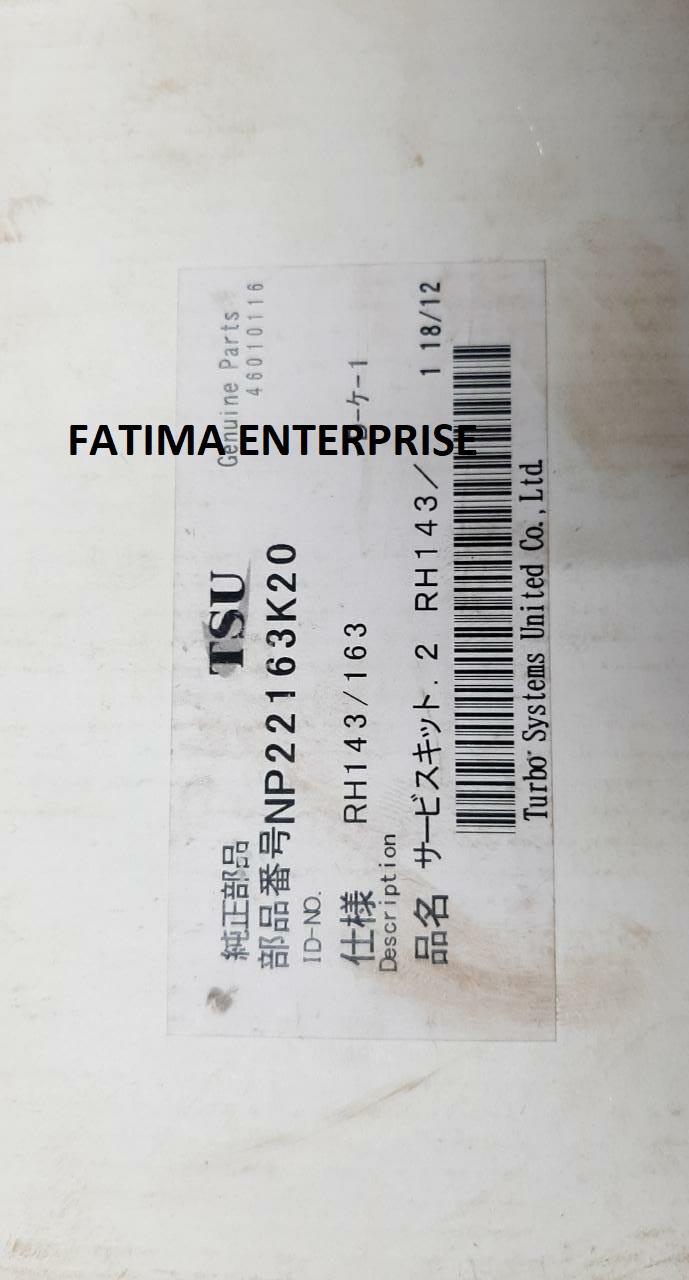 FATIMA ENTERPRISE
純正部品 TSU Genuine Parts
部品番号NP22163K20 46010116
ID-NO.
仕様 RH143/163 ーケー1
Description
品名 サービスキット.2 RH143/ 1 18/12
Turbo Systems United Co.,Ltd.